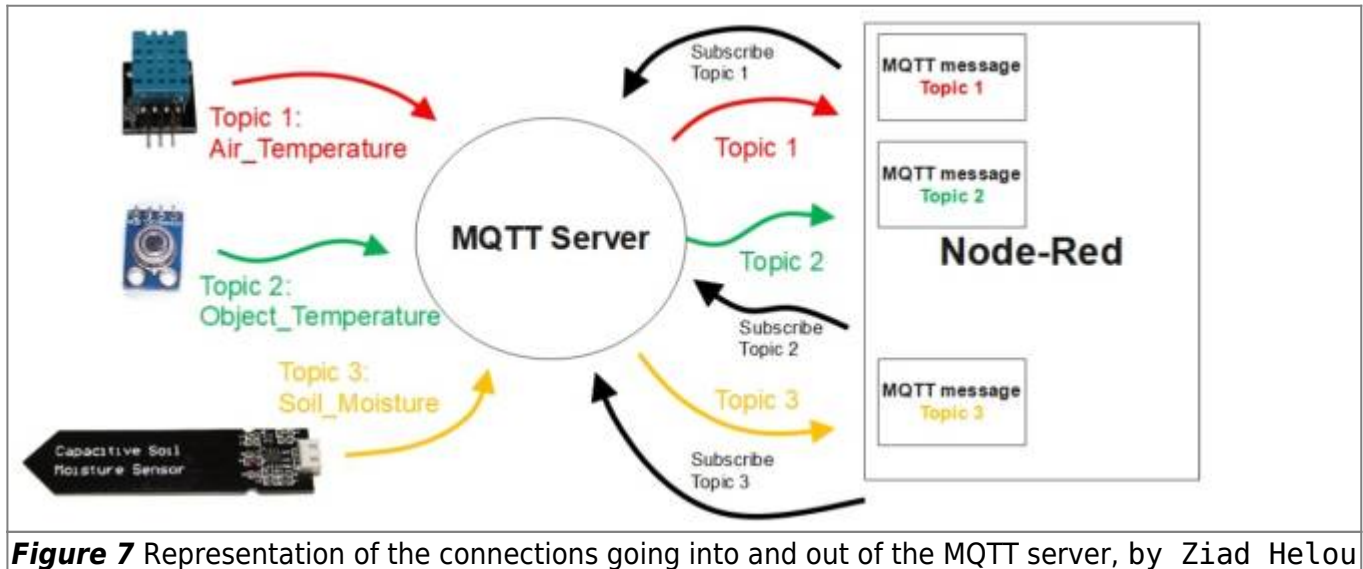 Topic 1:
Air_Temperature
Topic 2:
Object_Temperature
Topic 3:
Soil_Moisture
Capacitive Soil
Moisture Sensor
MQTT Server
Subscribe
Topic 1
Topic 1
Topic 2
Subscribe
Topic 2
Topic 3
Subscribe
Topic 3
MQTT message
Topic 1
MQTT message
Topic 2
Node-Red
MQTT message
Topic 3
Figure 7 Representation of the connections going into and out of the MQTT server, by Ziad Helou